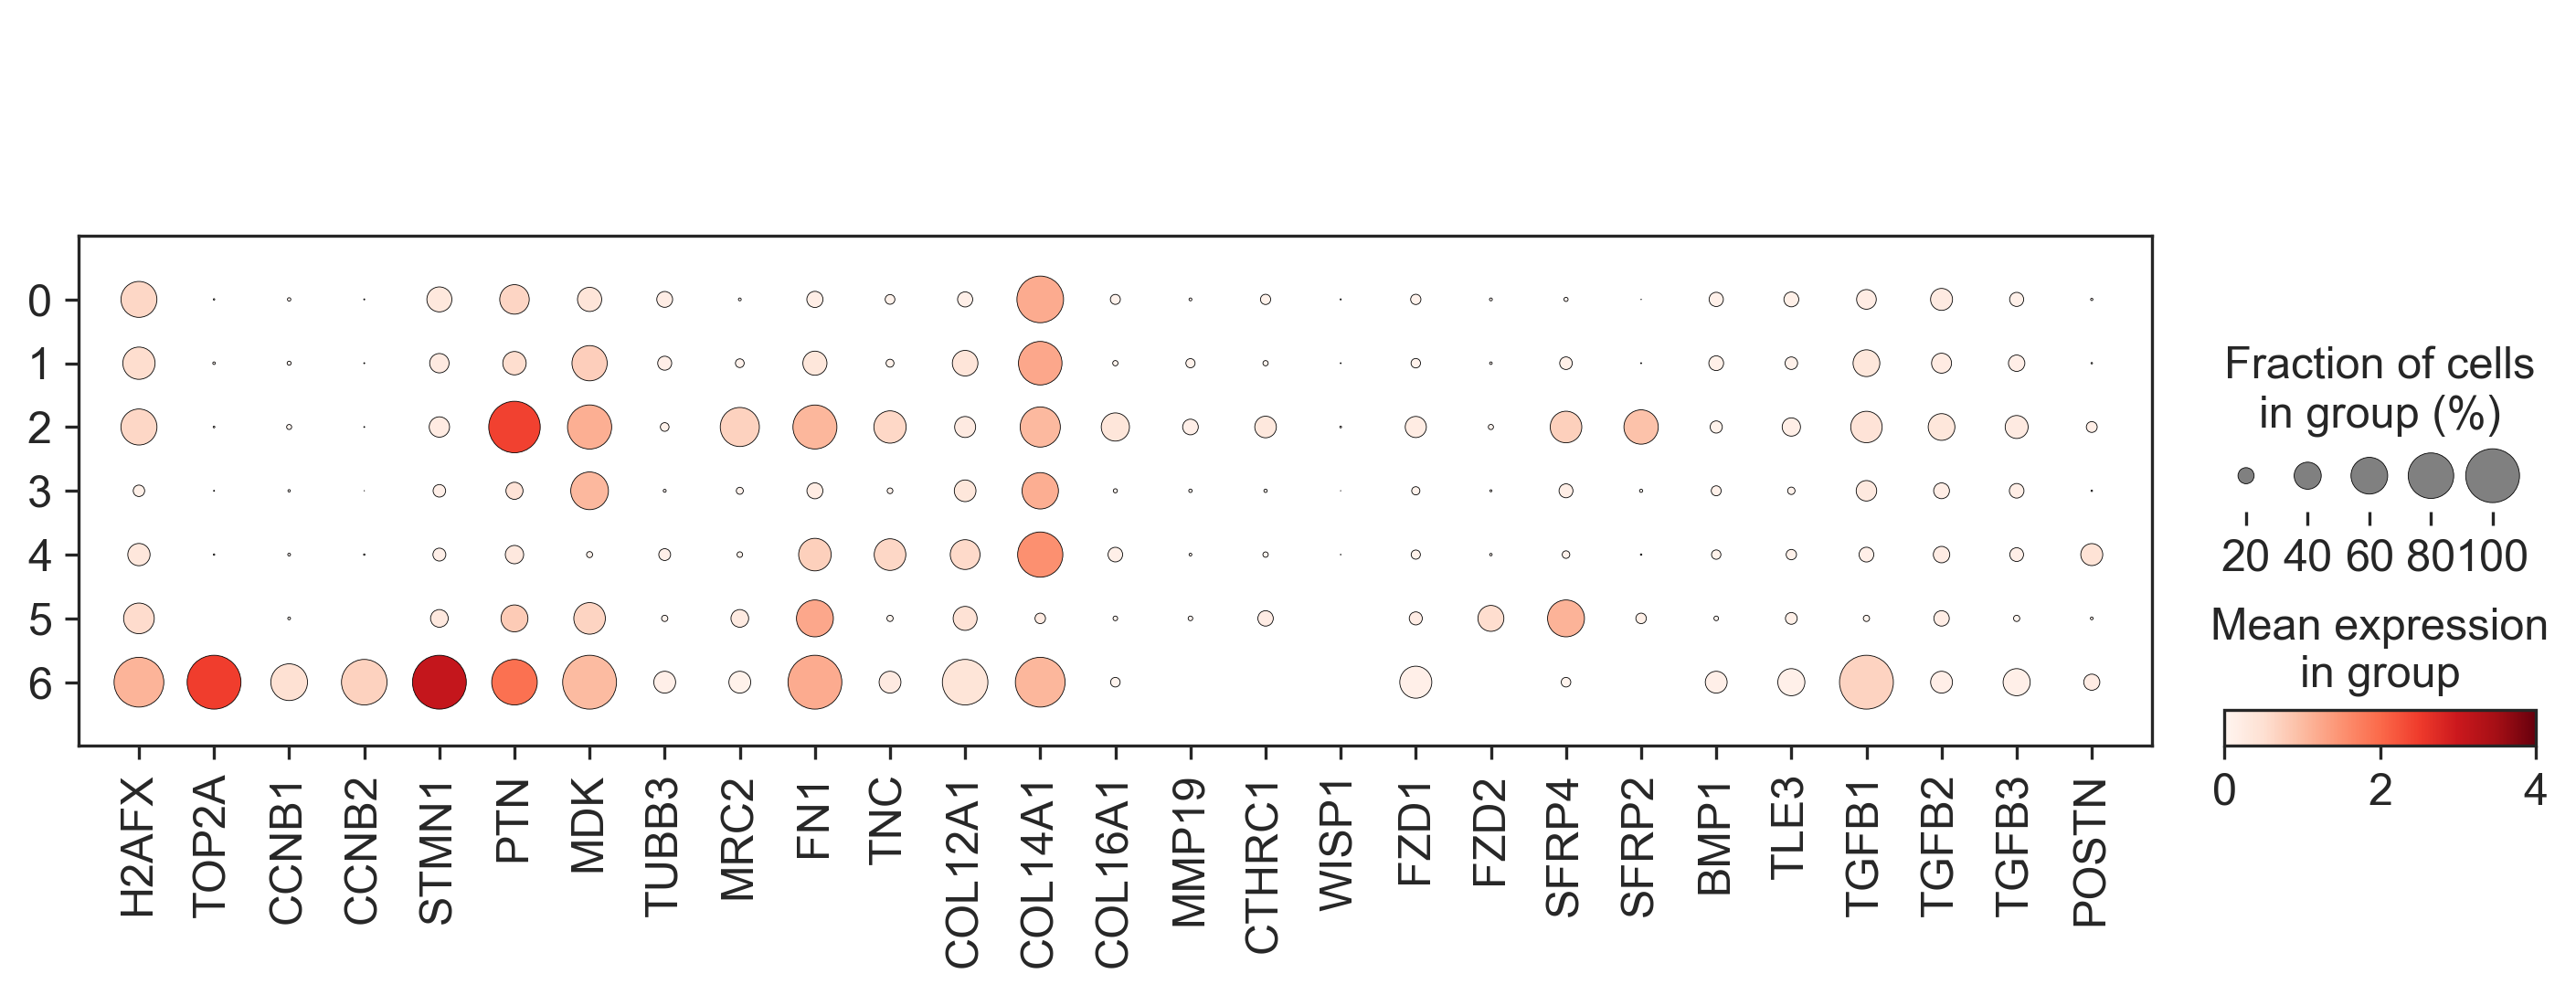 0
1
2
3
4
5
6
H2AFX
TOP2A
CCNB1
CCNB2
STMN1
PTN
MDK
TUBB3
MRC2
FN1
TNC
COL12A1
COL14A1
COL16A1
MMP19
CTHRC1
WISP1
FZD1
FZD2
SFRP4
SFRP2
BMP1
TLE3
TGFB1
TGFB2
TGFB3
POSTN
Fraction of cells
in group (%)
20 40 60 80 100
Mean expression
in group
0 2 4